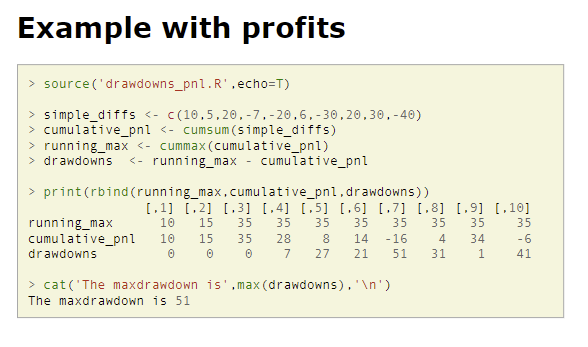 Example with profits
> source('drawdowns_pnl.R',echo=T)
> simple_diffs <- c(10,5,20,-7,-20,6,-30,20,30,-40)
> cumulative_pnl <- cumsum(simple_diffs)
> running_max <- cummax(cumulative_pnl)
> drawdowns  <- running_max - cumulative_pnl
> print(rbind(running_max,cumulative_pnl,drawdowns))
               [,1] [,2] [,3] [,4] [,5] [,6] [,7] [,8] [,9] [,10]
running_max      10   15   35   35   35   35   35   35   35    35
cumulative_pnl   10   15   35   28    8   14  -16    4   34    -6
drawdowns         0    0    0    7   27   21   51   31    1    41
> cat('The maxdrawdown is',max(drawdowns),'\n')
The maxdrawdown is 51